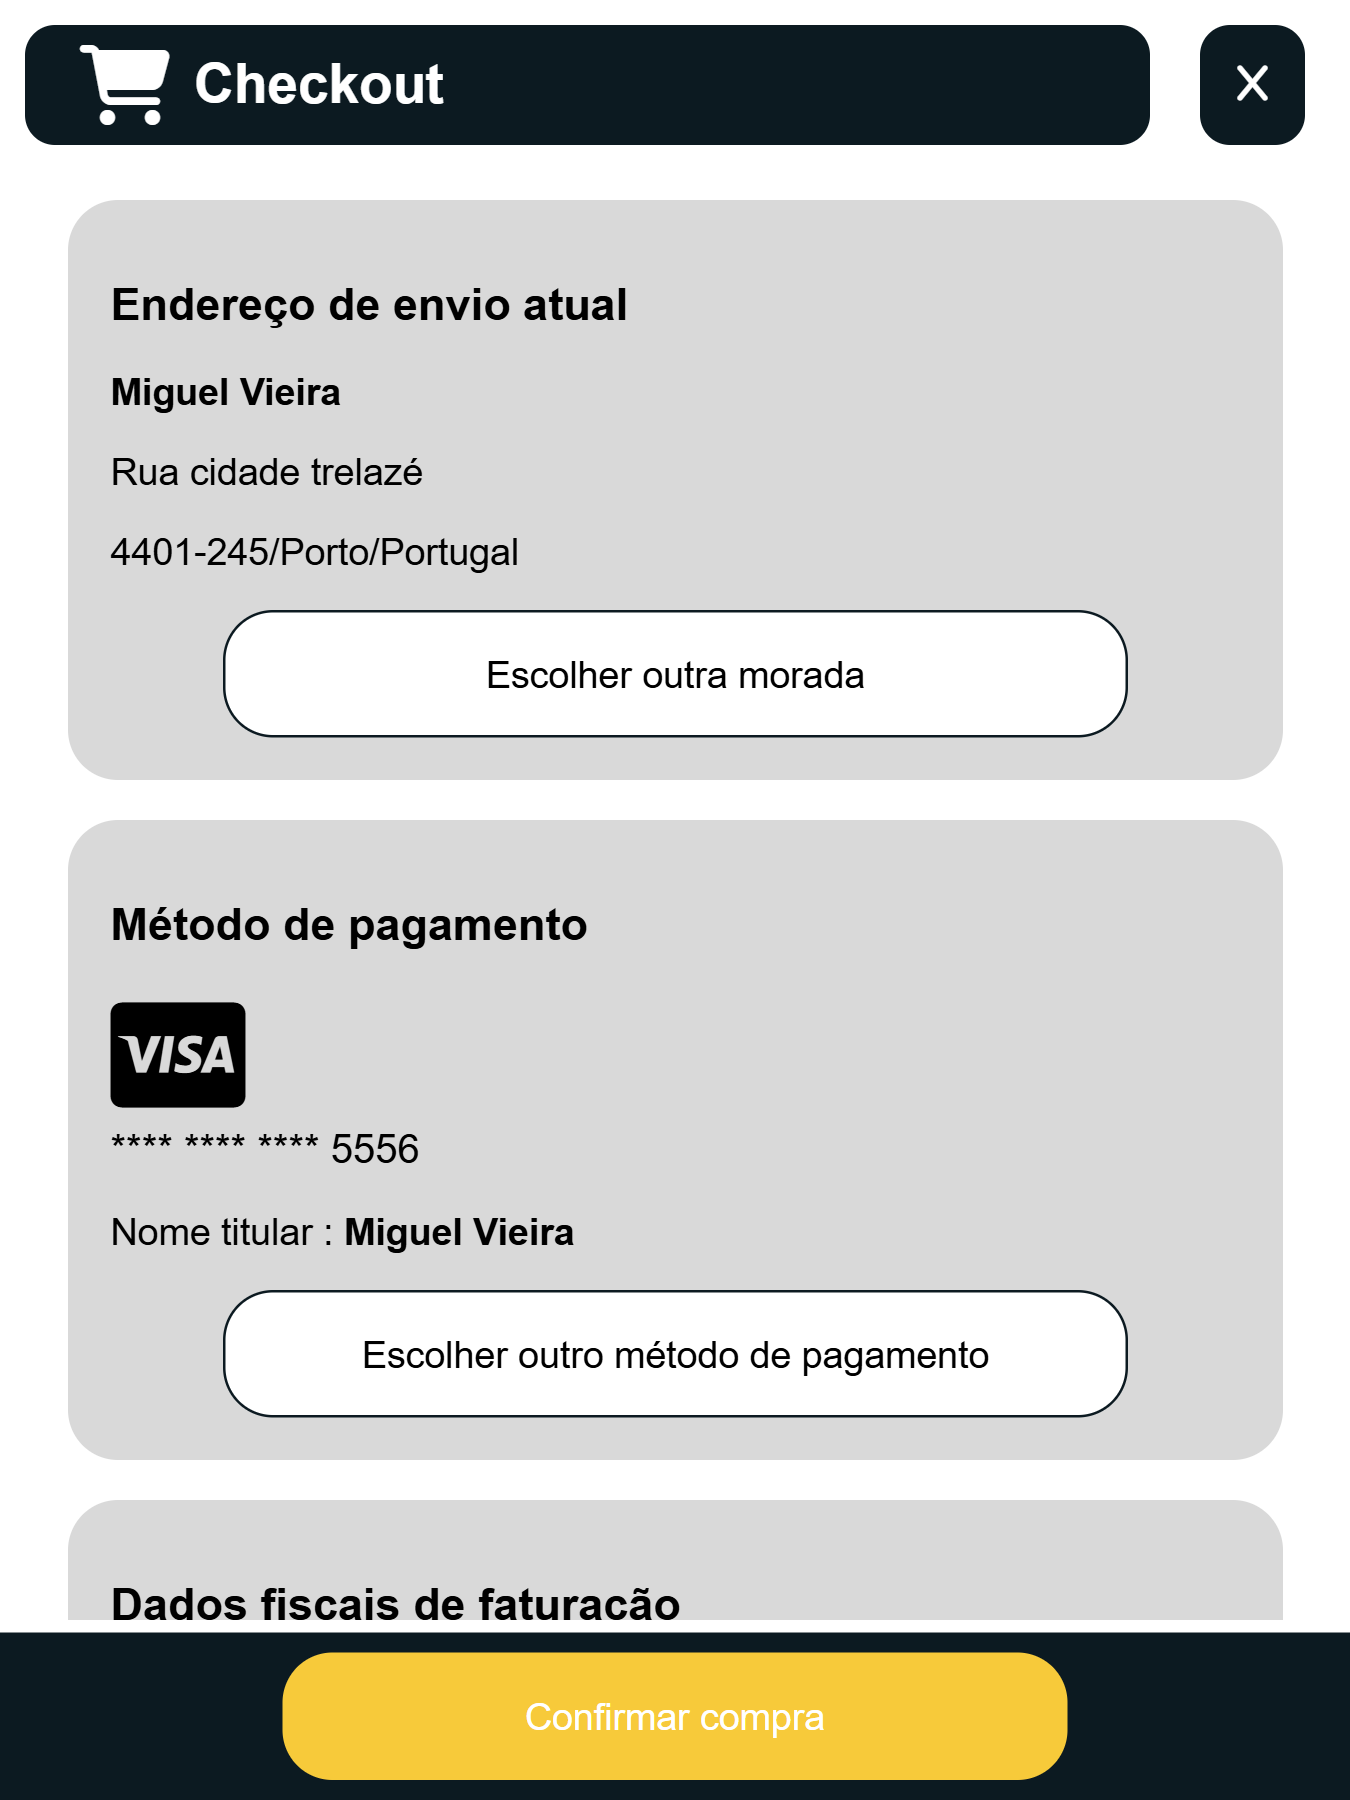 Checkout
X
Endereço de envio atual
Miguel Vieira
Rua cidade trelazé
4401-245/Porto/Portugal
Escolher outra morada
Método de pagamento
VISA
**** **** **** 5556
Nome titular : Miguel Vieira
Escolher outro método de pagamento
Dados fiscais de faturação
Confirmar compra